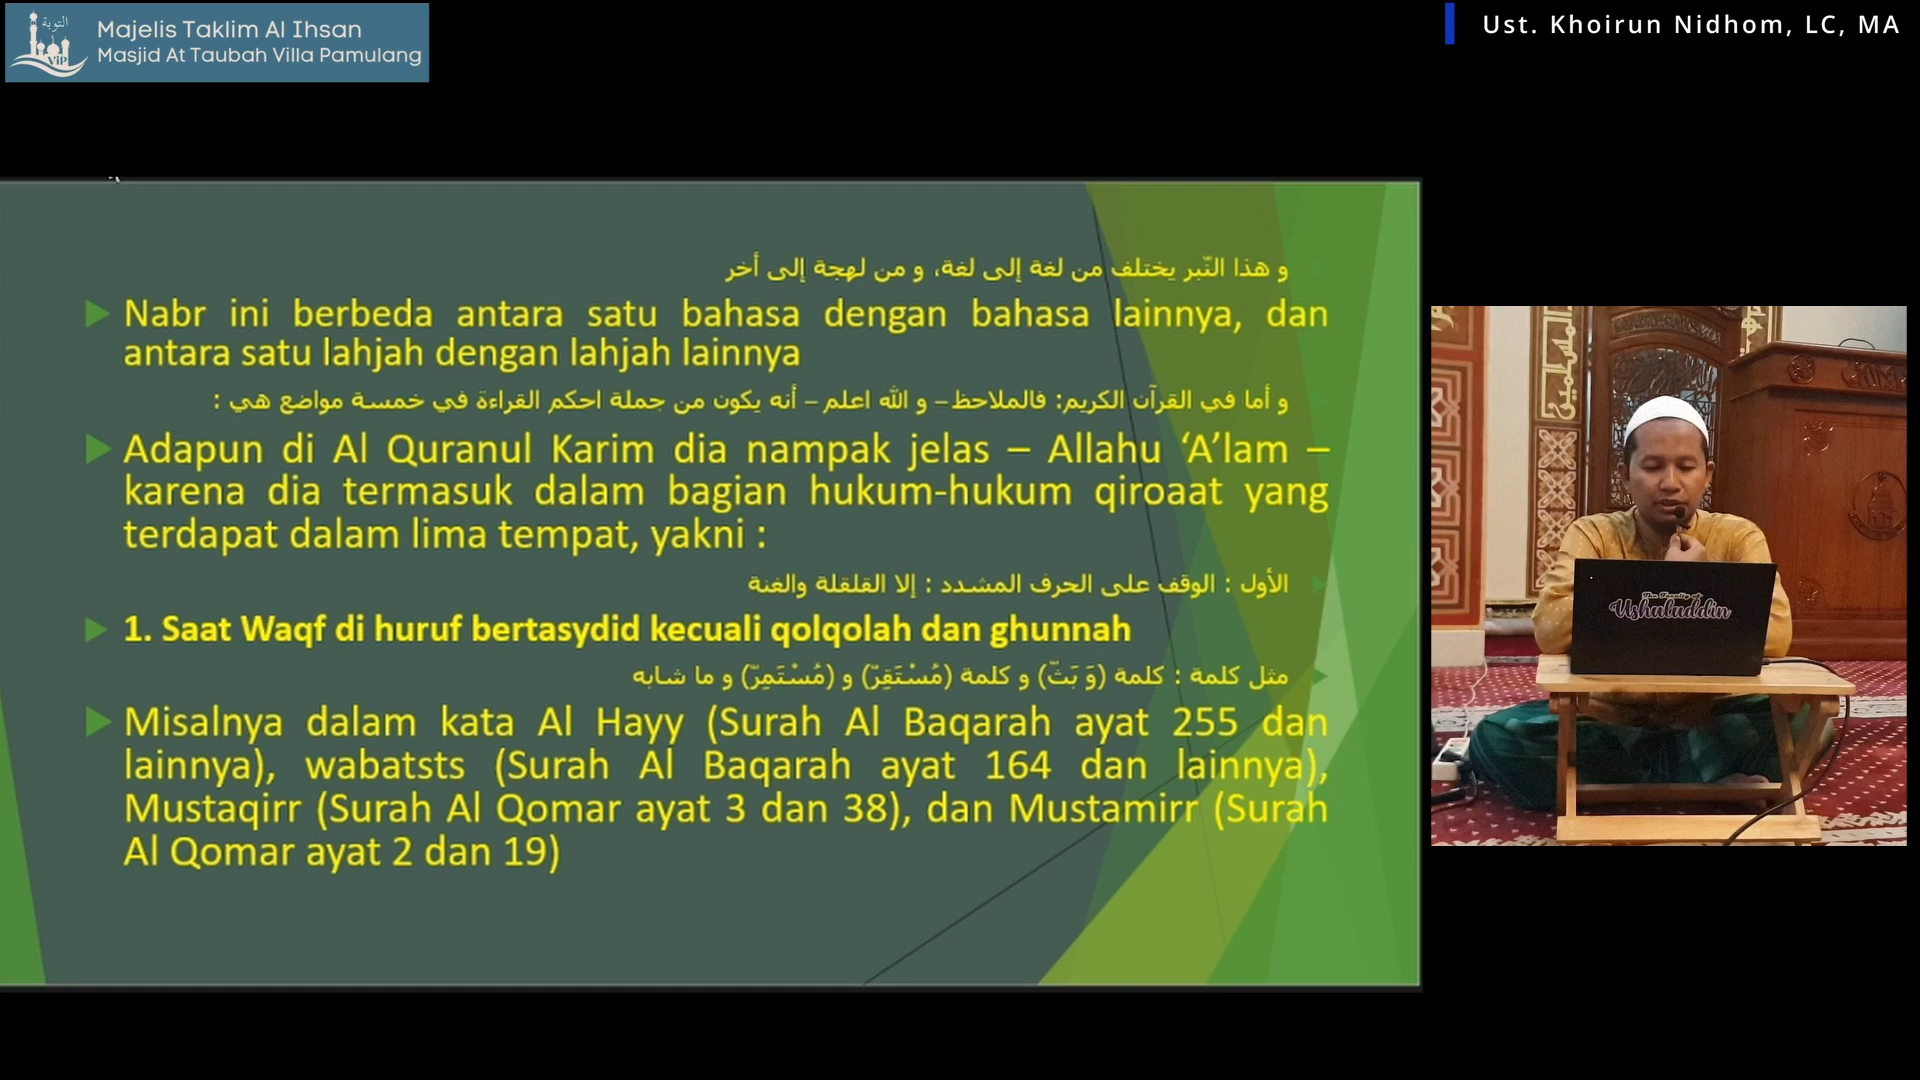 التوبة
ViP
Majelis Taklim Al Ihsan
Masjid At Taubah Villa Pamulang
Ust. Khoirun Nidhom, LC, MA
و هذا النّبر يختلف من لغة إلى لغة، و من لهجة إلى أخر
Nabr ini berbeda antara satu bahasa dengan bahasa lainnya, dan
antara satu lahjah dengan lahjah lainnya
و أما في القرآن الكريم: فالملاحظ – و الله اعلم – أنه يكون من جملة احكم القراءة في خمسة مواضع هي :
Adapun di Al Quranul Karim dia nampak jelas – Allahu ‘A’lam –
karena dia termasuk dalam bagian hukum-hukum qiroaat yang
terdapat dalam lima tempat, yakni :
الأول : الوقف على الحرف المشدد : إلا القلقلة والغنة
1. Saat Waqf di huruf bertasydid kecuali qolqolah dan ghunnah
مثل كلمة : كلمة (وَ بَثّ) و كلمة (مُسْتَقِرّ) و (مُسْتَمِرّ) و ما شابه
Misalnya dalam kata Al Hayy (Surah Al Baqarah ayat 255 dan
lainnya), wabatsts (Surah Al Baqarah ayat 164 dan lainnya),
Mustaqirr (Surah Al Qomar ayat 3 dan 38), dan Mustamirr (Surah
Al Qomar ayat 2 dan 19)
The Faculty of
Ushuluddin